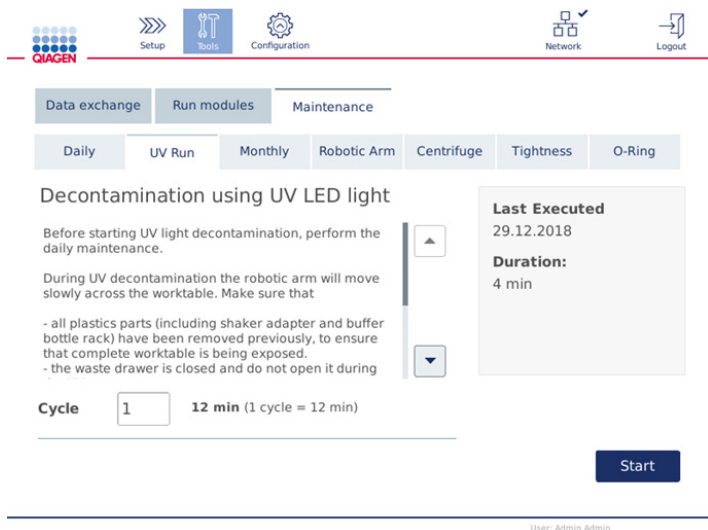 QIAGEN
Setup
Tools
Configuration
Network
Logout
Data exchange
Run modules
Maintenance
Daily
UV Run
Monthly
Robotic Arm
Centrifuge
Tightness
O-Ring
Decontamination using UV LED light
Before starting UV light decontamination, perform the
daily maintenance.
During UV decontamination the robotic arm will move
slowly across the worktable. Make sure that
- all plastics parts (including shaker adapter and buffer
bottle rack) have been removed previously, to ensure
that complete worktable is being exposed.
- the waste drawer is closed and do not open it during
Last Executed
29.12.2018
Duration:
4 min
Cycle
1
12 min (1 cycle = 12 min)
Start
User: Admin Admin